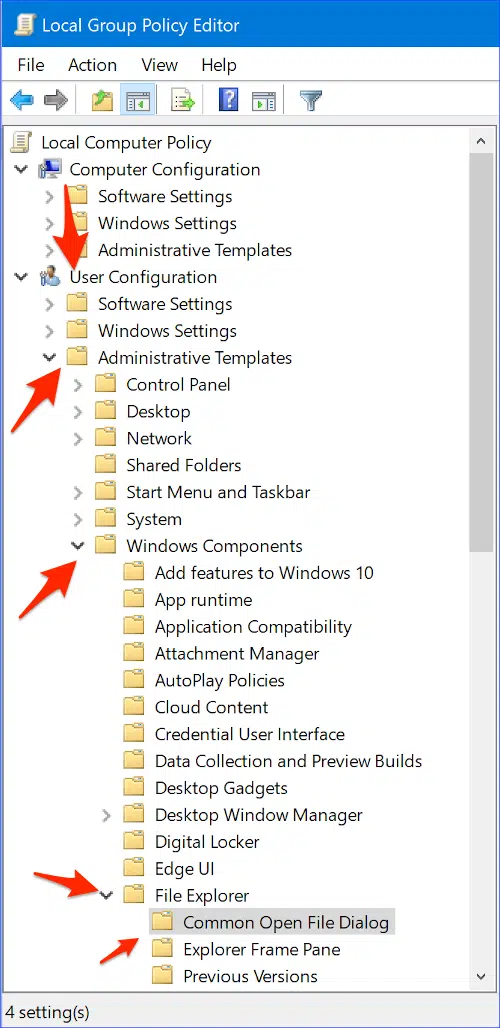 Local Group Policy Editor
File Action View Help
Local Computer Policy
Computer Configuration
Software Settings
Windows Settings
Administrative Templates
User Configuration
Software Settings
Windows Settings
Administrative Templates
Control Panel
Desktop
Network
Shared Folders
Start Menu and Taskbar
System
Windows Components
Add features to Windows 10
App runtime
Application Compatibility
Attachment Manager
AutoPlay Policies
Cloud Content
Credential User Interface
Data Collection and Preview Builds
Desktop Gadgets
Desktop Window Manager
Digital Locker
Edge UI
File Explorer
Common Open File Dialog
Explorer Frame Pane
Previous Versions
4 setting(s)